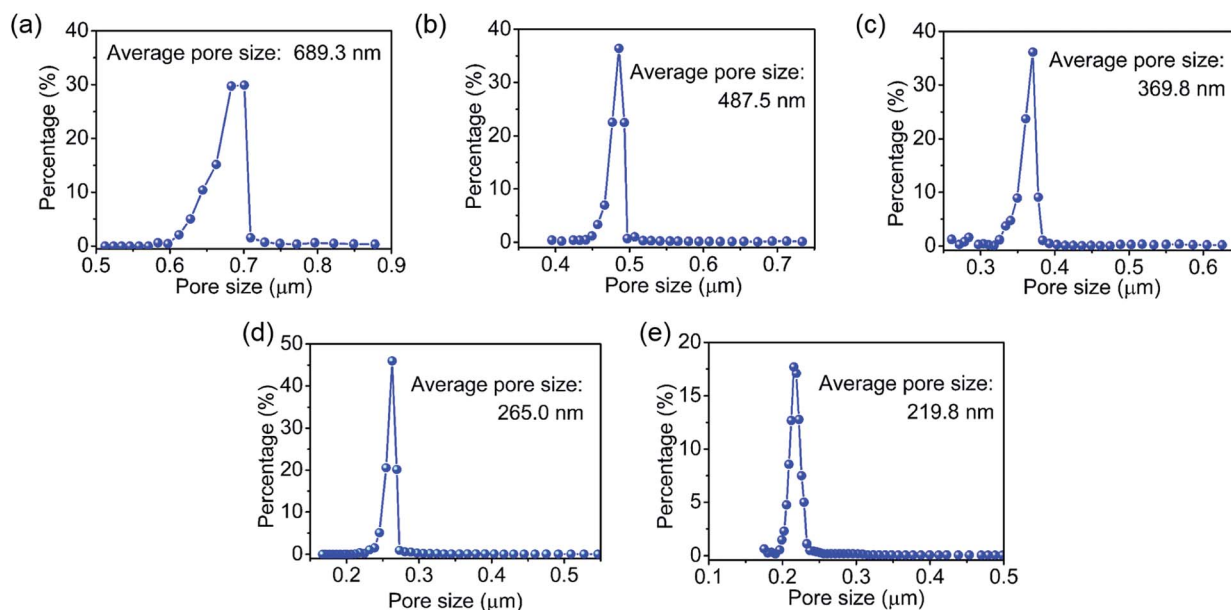 (a)
Average pore size: 689.3 nm
40
30
20
10
0
0.5 0.6 0.7 0.8 0.9
Percentage (%)
Pore size (μm)
(b)
Average pore size:
487.5 nm
40
30
20
10
0
0.4 0.5 0.6 0.7
Percentage (%)
Pore size (μm)
(c)
Average pore size:
369.8 nm
40
30
20
10
0
0.3 0.4 0.5 0.6
Percentage (%)
Pore size (μm)
(d)
Average pore size:
265.0 nm
50
40
30
20
10
0
0.2 0.3 0.4 0.5
Percentage (%)
Pore size (μm)
(e)
Average pore size:
219.8 nm
20
15
10
5
0
0.1 0.2 0.3 0.4 0.5
Percentage (%)
Pore size (μm)